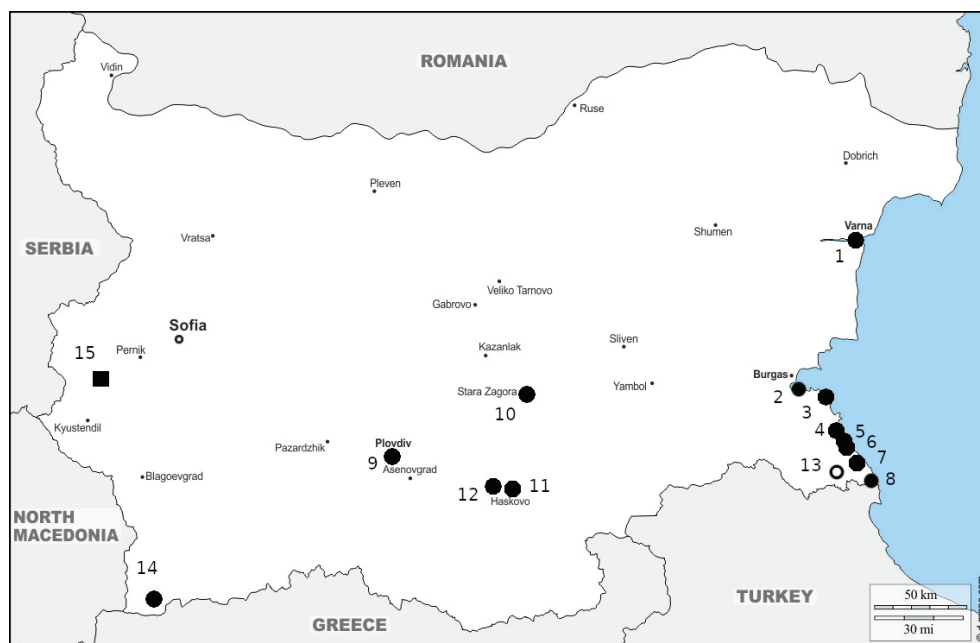 ROMANIA
Vidin
Ruse
Dobrich
Pleven
Varna
Vratsa
Shumen
SERBIA
1
Veliko Tarnovo
Gabrovo
Sofia
Sliven
15
Pernik
Kazanlak
Burgas
Stara Zagora
Yambol
2
3
10
Kyustendil
4
5
Plovdiv
6
Pazardzhik
9
7
13
Asenovgrad
Blagoevgrad
8
12
11
Haskovo
NORTH
MACEDONIA
14
50 km
TURKEY
30 mi
GREECE